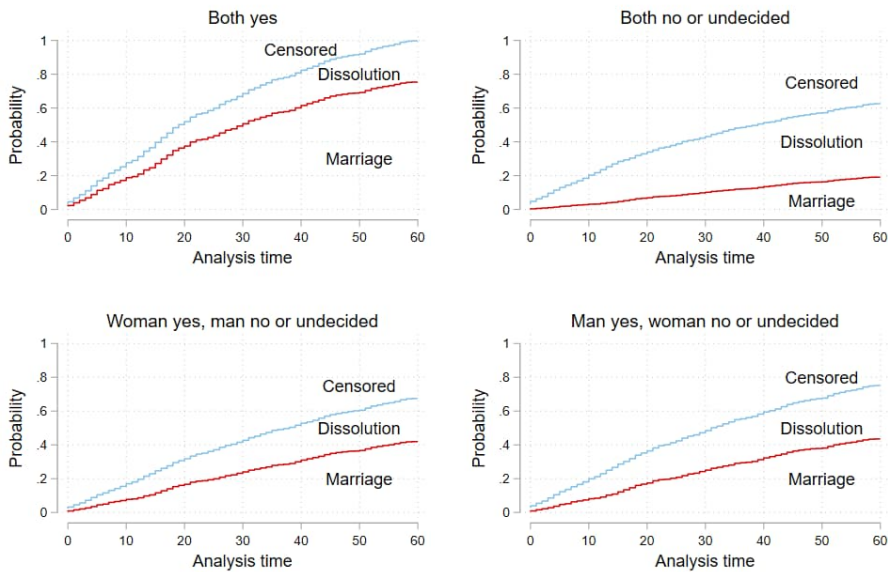 Both yes
1
.8
.6
.4
.2
0
Probability
Censored
Dissolution
Marriage
0 10 20 30 40 50 60
Analysis time
Both no or undecided
1
.8
.6
.4
.2
0
Probability
Censored
Dissolution
Marriage
0 10 20 30 40 50 60
Analysis time
Woman yes, man no or undecided
1
.8
.6
.4
.2
0
Probability
Censored
Dissolution
Marriage
0 10 20 30 40 50 60
Analysis time
Man yes, woman no or undecided
1
.8
.6
.4
.2
0
Probability
Censored
Dissolution
Marriage
0 10 20 30 40 50 60
Analysis time